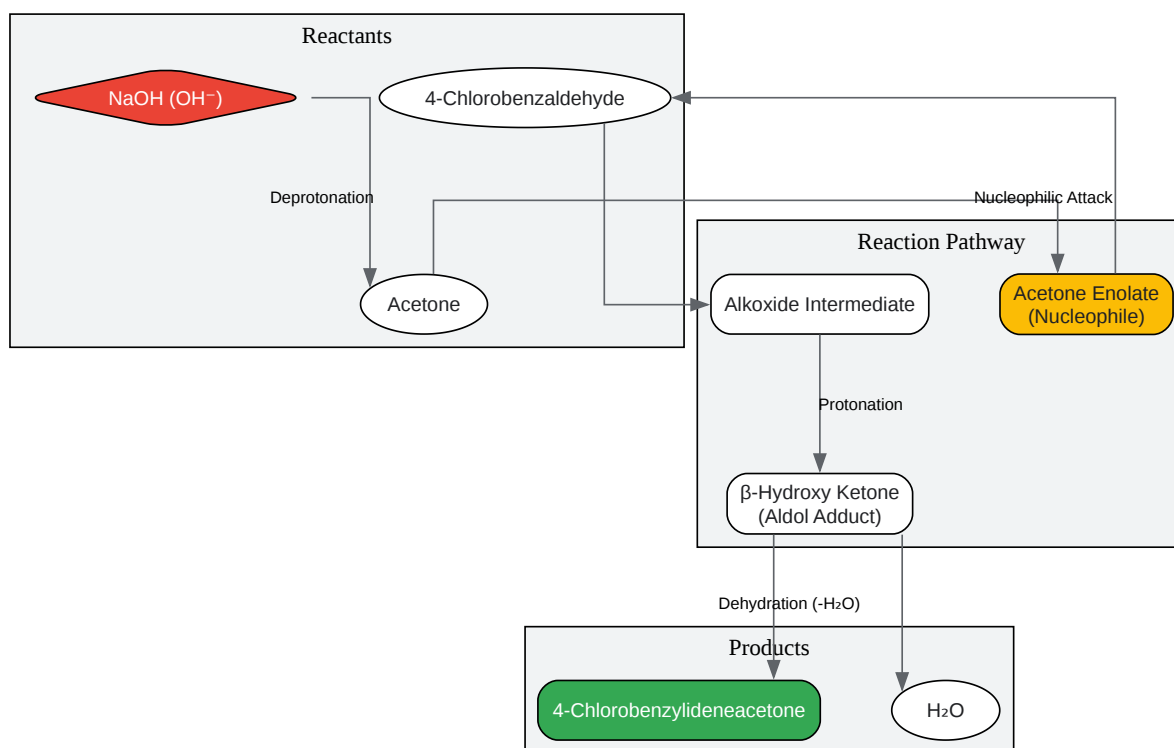 Reactants
NaOH (OH⁻)
4-Chlorobenzaldehyde
Deprotonation
Nucleophilic Attack
Reaction Pathway
Acetone
Alkoxide Intermediate
Acetone Enolate
(Nucleophile)
Protonation
β-Hydroxy Ketone
(Aldol Adduct)
Dehydration (-H₂O)
Products
4-Chlorobenzylideneacetone
H₂O